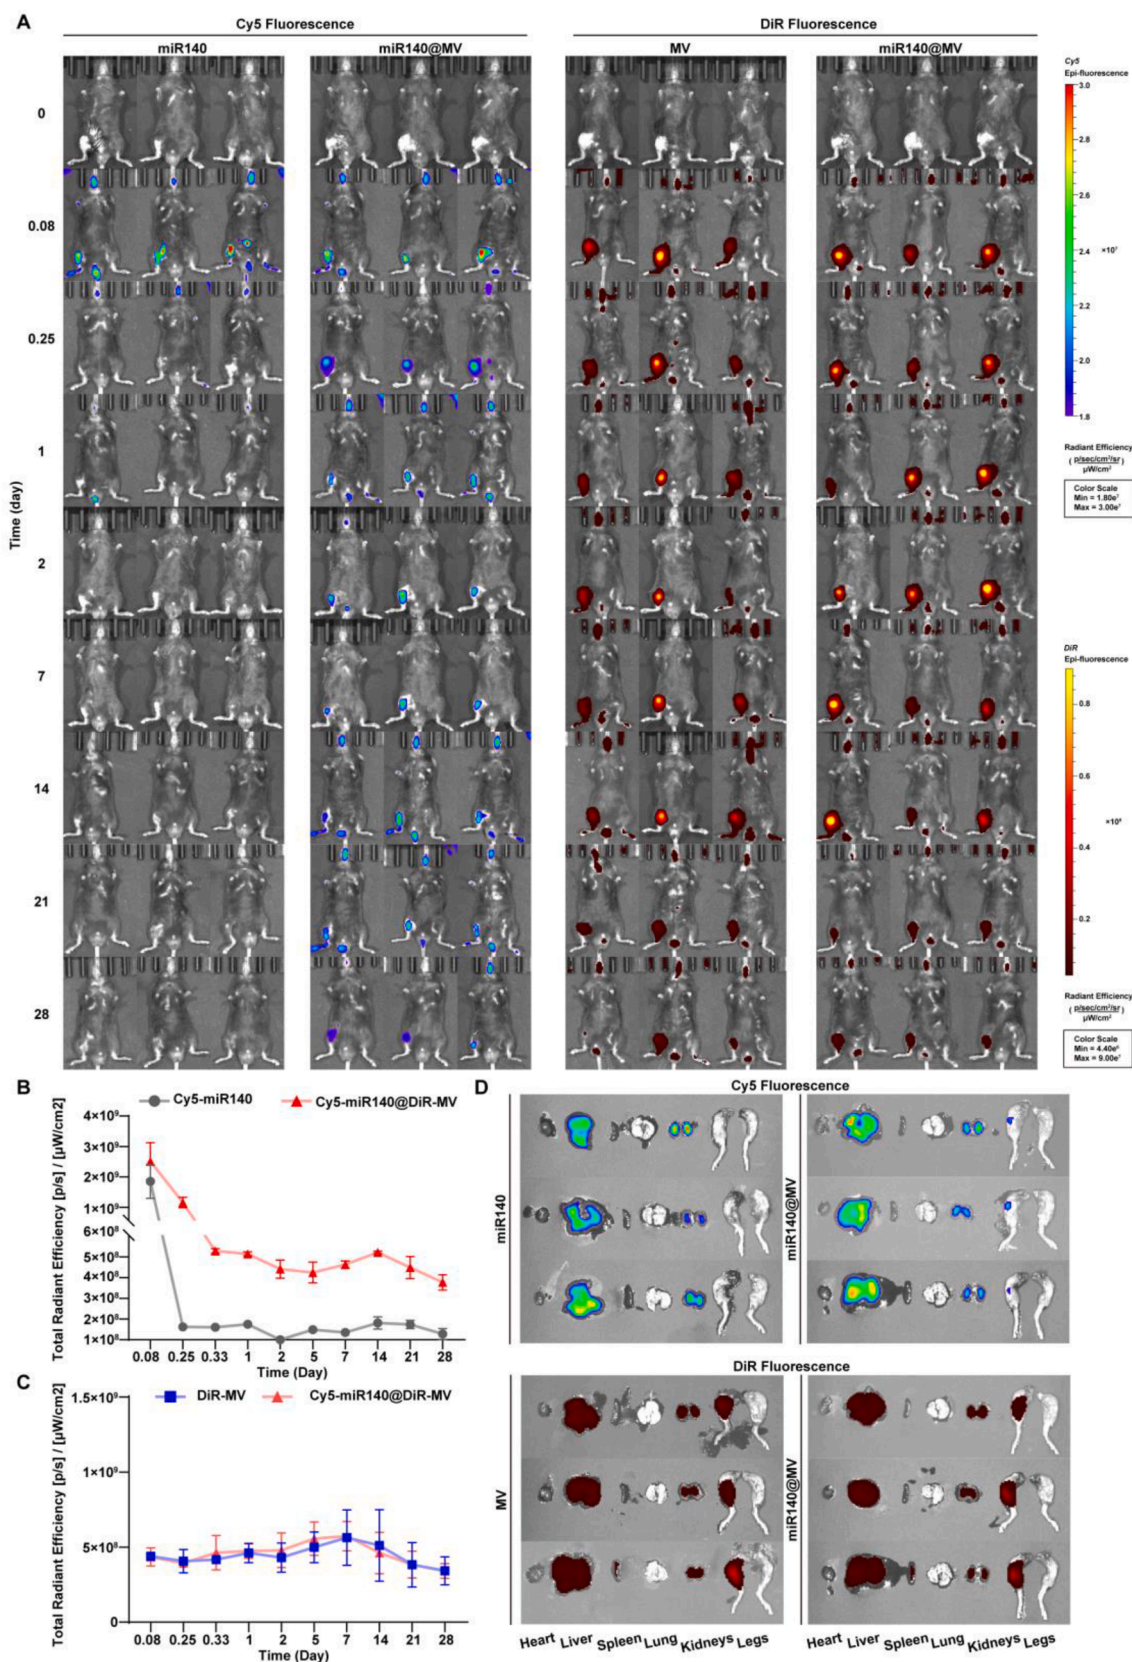 A
Cy5 Fluorescence
DiR Fluorescence
miR140
miR140@MV
MV
miR140@MV
Time (day)
0
0.08
0.25
1
2
7
14
21
28
Cy5
Epi-fluorescence
3.0
2.8
2.6
2.4
2.2
2.0
1.8
×10⁷
Radiant Efficiency
( p/sec/cm²/sr )
µW/cm²
Color Scale
Min = 1.80e⁷
Max = 3.00e⁷
DiR
Epi-fluorescence
0.8
0.6
0.4
0.2
Radiant Efficiency
( p/sec/cm²/sr )
µW/cm²
Color Scale
Max = 9.00e⁷
B
Cy5-miR140
Cy5-miR140@DiR-MV
Total Radiant Efficiency [p/s] / [µW/cm2]
4×10⁹
3×10⁹
2×10⁹
1×10⁹
6×10⁸
5×10⁸
4×10⁸
3×10⁸
2×10⁸
1×10⁸
0.08 0.25 0.33 1 2 5 7 14 21 28
Time (Day)
C
DiR-MV
Cy5-miR140@DiR-MV
Total Radiant Efficiency [p/s] / [µW/cm2]
1.5×10⁹
1×10⁹
5×10⁸
0
0.08 0.25 0.33 1 2 5 7 14 21 28
Time (Day)
D
Cy5 Fluorescence
miR140
miR140@MV
DiR Fluorescence
MV
miR140@MV
Heart Liver Spleen Lung Kidneys Legs
Heart Liver Spleen Lung Kidneys Legs